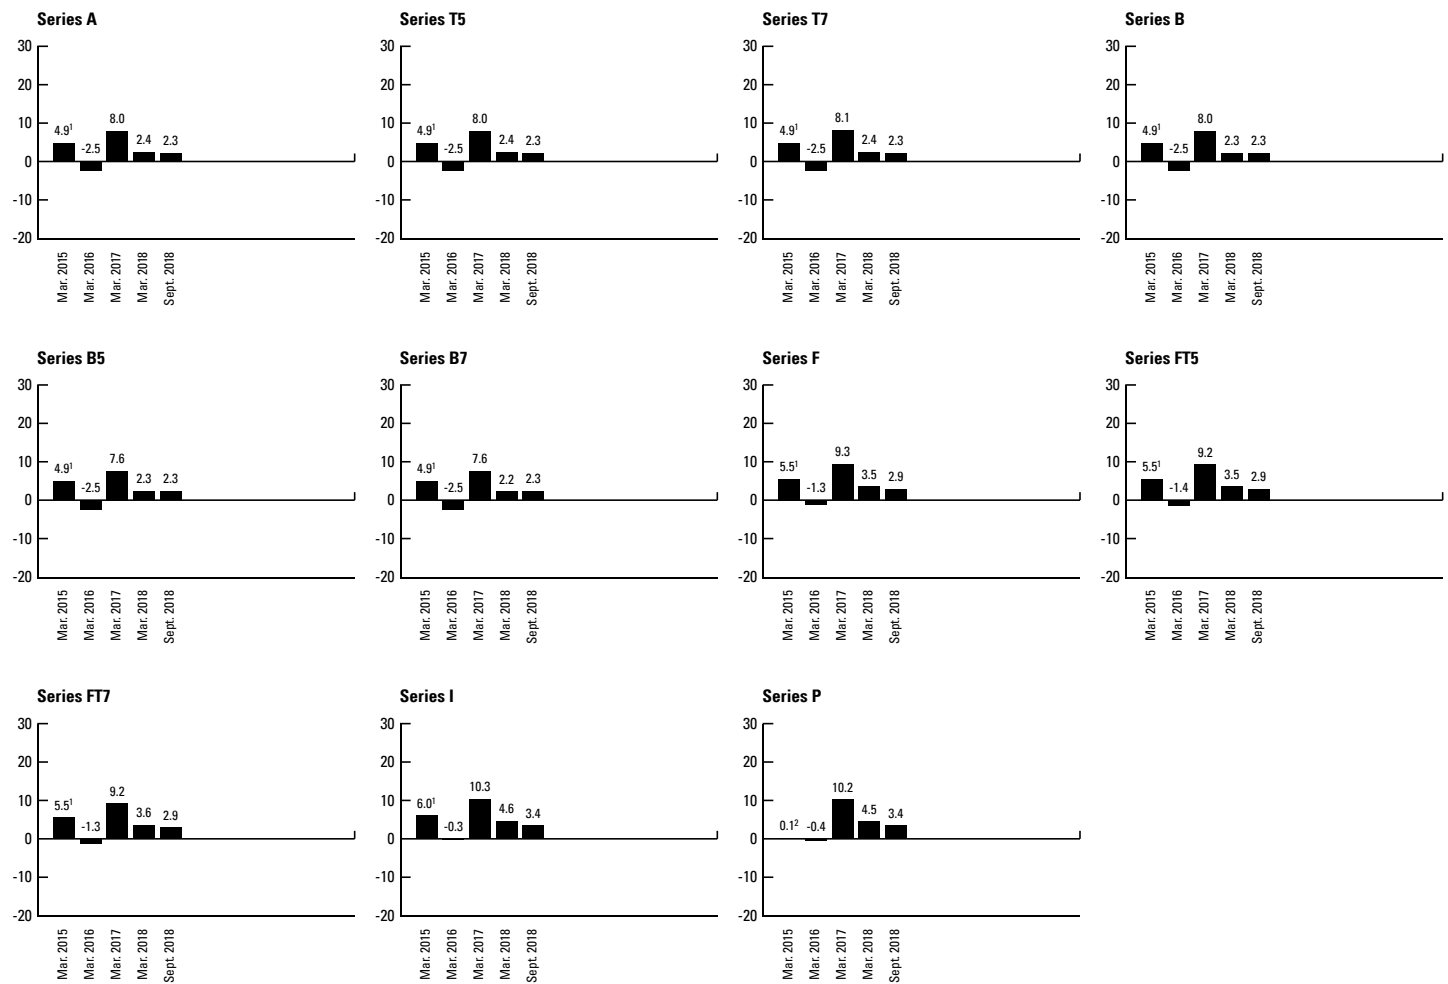 Series A
30
20
10
0
-10
-20
4.9¹
-2.5
8.0
2.4
2.3
Mar. 2015
Mar. 2016
Mar. 2017
Mar. 2018
Sept. 2018
Series T5
30
20
10
0
-10
-20
4.9¹
-2.5
8.0
2.4
2.3
Mar. 2015
Mar. 2016
Mar. 2017
Mar. 2018
Sept. 2018
Series T7
30
20
10
0
-10
-20
4.9¹
-2.5
8.1
2.4
2.3
Mar. 2015
Mar. 2016
Mar. 2017
Mar. 2018
Sept. 2018
Series B
30
20
10
0
-10
-20
4.9¹
-2.5
8.0
2.3
2.3
Mar. 2015
Mar. 2016
Mar. 2017
Mar. 2018
Sept. 2018
Series B5
30
20
10
0
-10
-20
4.9¹
-2.5
7.6
2.3
2.3
Mar. 2015
Mar. 2016
Mar. 2017
Mar. 2018
Sept. 2018
Series B7
30
20
10
0
-10
-20
4.9¹
-2.5
7.6
2.2
2.3
Mar. 2015
Mar. 2016
Mar. 2017
Mar. 2018
Sept. 2018
Series F
30
20
10
0
-10
-20
5.5¹
-1.3
9.3
3.5
2.9
Mar. 2015
Mar. 2016
Mar. 2017
Mar. 2018
Sept. 2018
Series FT5
30
20
10
0
-10
-20
5.5¹
-1.4
9.2
3.5
2.9
Mar. 2015
Mar. 2016
Mar. 2017
Mar. 2018
Sept. 2018
Series FT7
30
20
10
0
-10
-20
5.5¹
-1.3
9.2
3.6
2.9
Mar. 2015
Mar. 2016
Mar. 2017
Mar. 2018
Sept. 2018
Series I
30
20
10
0
-10
-20
6.0¹
-0.3
10.3
4.6
3.4
Mar. 2015
Mar. 2016
Mar. 2017
Mar. 2018
Sept. 2018
Series P
30
20
10
0
-10
-20
0.1²
-0.4
10.2
4.5
3.4
Mar. 2015
Mar. 2016
Mar. 2017
Mar. 2018
Sept. 2018